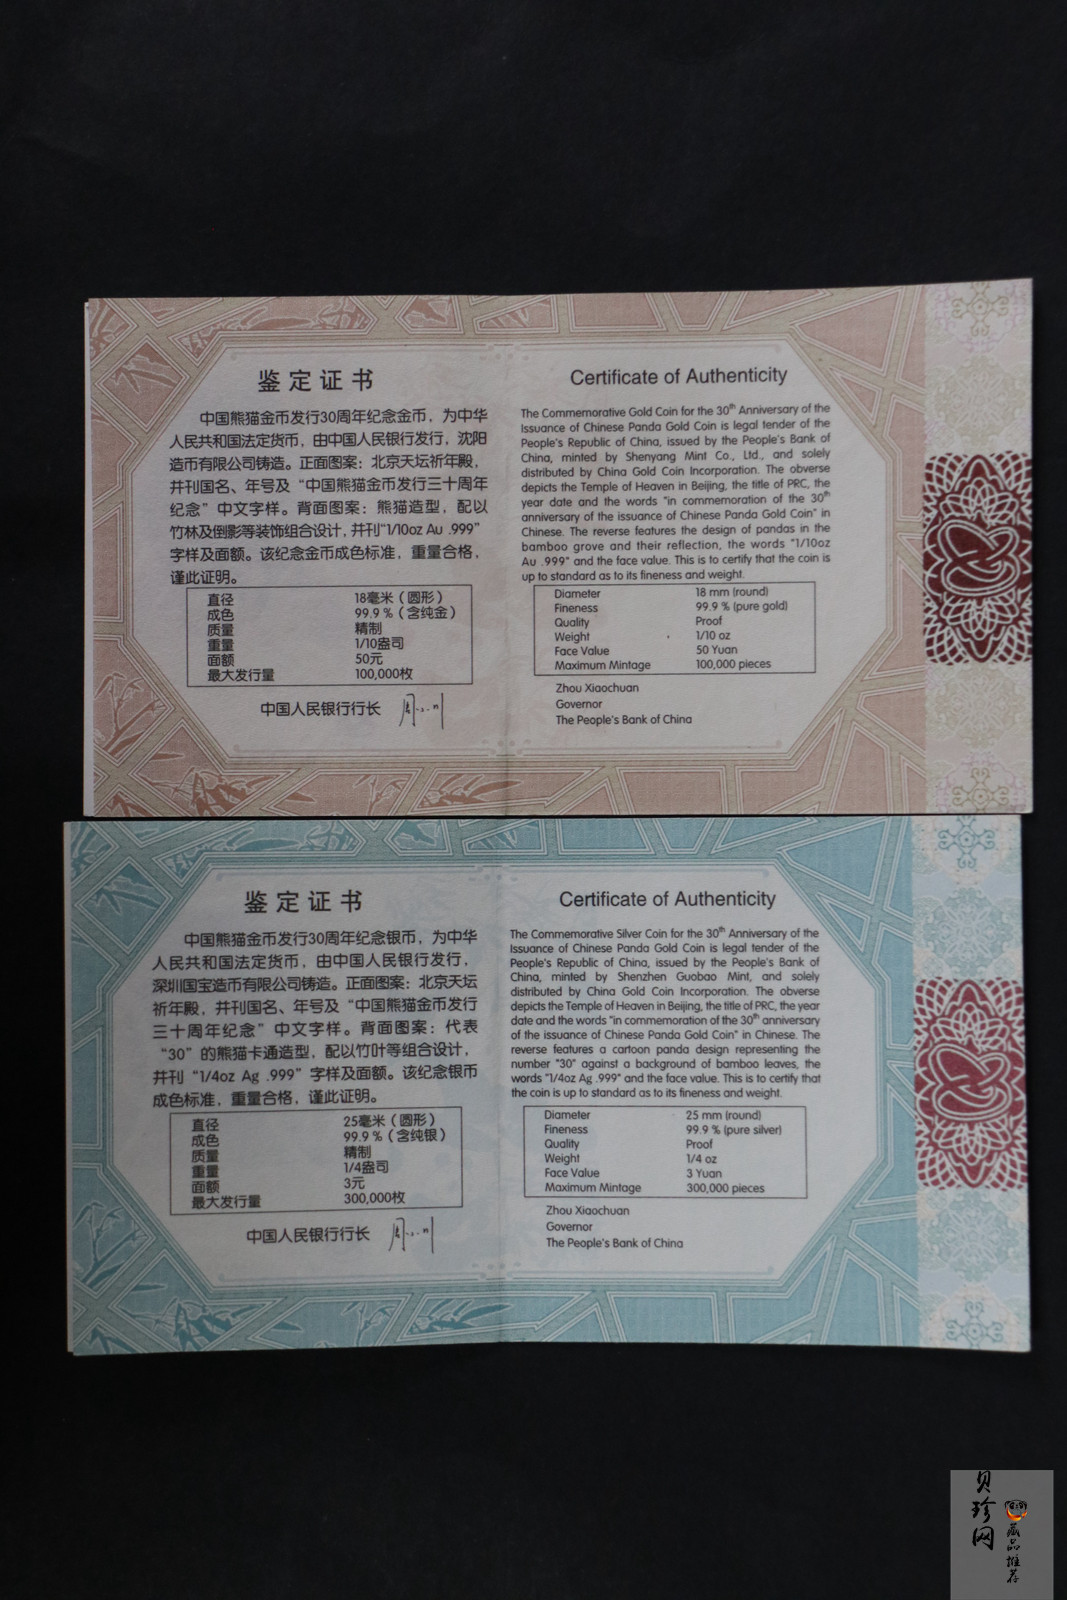 鉴定证书
中国熊猫金币发行30周年纪念金币，为中华
人民共和国法定货币，由中国人民银行发行，沈阳
造币有限公司铸造。正面图案：北京天坛祈年殿，
并刊国名、年号及“中国熊猫金币发行三十周年
纪念”中文字样。背面图案：熊猫造型，配以
竹林及倒影等装饰组合设计，并刊“1/10oz Au .999”
字样及面额。该纪念金币成色标准，重量合格，
谨此证明。
直径 18毫米（圆形）
成色 99.9 %（含纯金）
质量 精制
重量 1/10盎司
面额 50元
最大发行量 100,000枚
中国人民银行行长
Certificate of Authenticity
The Commemorative Gold Coin for the 30th Anniversary of the
Issuance of Chinese Panda Gold Coin is legal tender of the
People's Republic of China, issued by the People's Bank of
China, minted by Shenyang Mint Co., Ltd., and solely
distributed by China Gold Coin Incorporation. The obverse
depicts the Temple of Heaven in Beijing, the title of PRC, the
year date and the words "in commemoration of the 30th
anniversary of the issuance of Chinese Panda Gold Coin" in
Chinese. The reverse features the design of pandas in the
bamboo grove and their reflection, the words "1/10oz
Au .999" and the face value. This is to certify that the coin is
up to standard as to its fineness and weight.
Diameter 18 mm (round)
Fineness 99.9 % (pure gold)
Quality Proof
Weight 1/10 oz
Face Value 50 Yuan
Maximum Mintage 100,000 pieces
Zhou Xiaochuan
Governor
The People's Bank of China
鉴定证书
中国熊猫金币发行30周年纪念银币，为中华
人民共和国法定货币，由中国人民银行发行，
深圳国宝造币有限公司铸造。正面图案：北京天坛
祈年殿，并刊国名、年号及“中国熊猫金币发行
三十周年纪念”中文字样。背面图案：代表
“30”的熊猫卡通造型，配以竹叶等组合设计，
并刊“1/4oz Ag .999”字样及面额。该纪念银币
成色标准，重量合格，谨此证明。
直径 25毫米（圆形）
成色 99.9 %（含纯银）
质量 精制
重量 1/4盎司
面额 3元
最大发行量 300,000枚
中国人民银行行长
Certificate of Authenticity
The Commemorative Silver Coin for the 30th Anniversary of the
Issuance of Chinese Panda Gold Coin is legal tender of the
People's Republic of China, issued by the People's Bank of
China, minted by Shenzhen Guobao Mint, and solely
distributed by China Gold Coin Incorporation. The obverse
depicts the Temple of Heaven in Beijing, the title of PRC, the year
date and the words "in commemoration of the 30th anniversary
of the issuance of Chinese Panda Gold Coin" in Chinese. The
reverse features a cartoon panda design representing the
number "30" against a background of bamboo leaves, the
words "1/4oz Ag .999" and the face value. This is to certify that
the coin is up to standard as to its fineness and weight.
Diameter 25 mm (round)
Fineness 99.9 % (pure silver)
Quality Proof
Weight 1/4 oz
Face Value 3 Yuan
Maximum Mintage 300,000 pieces
Zhou Xiaochuan
Governor
The People's Bank of China
贝珍网
藏品推荐